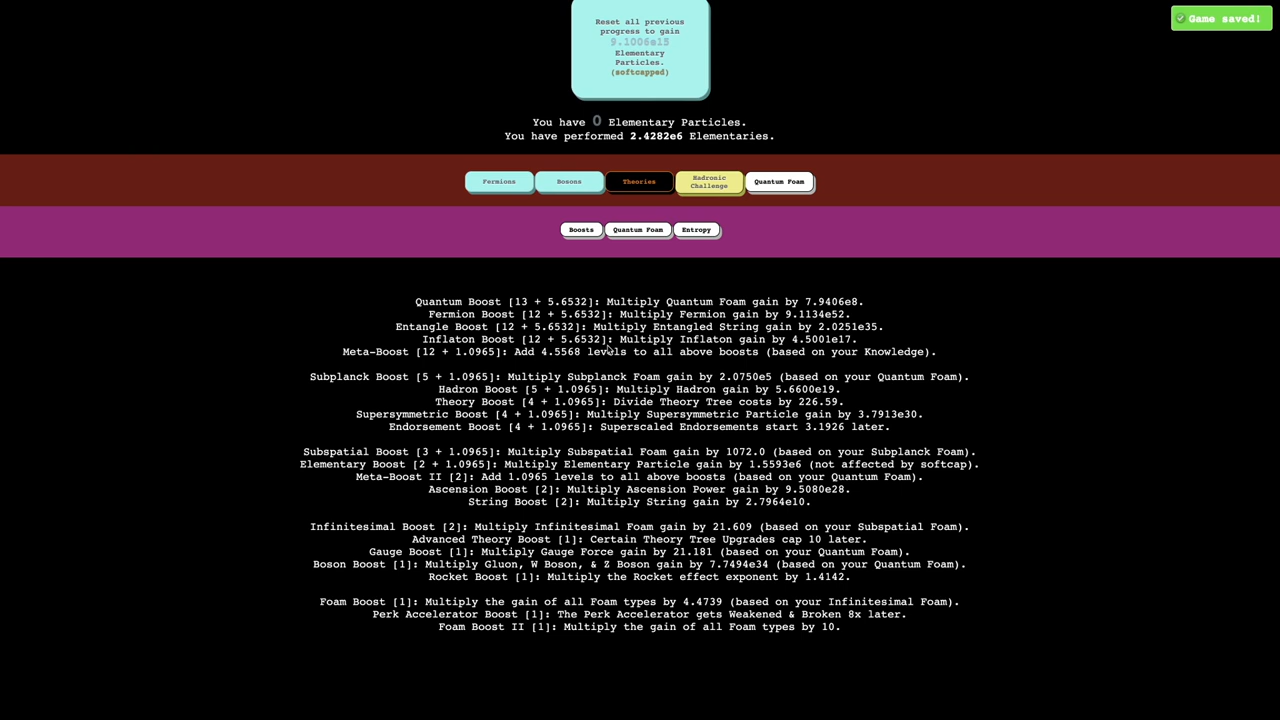 Reset all previous
progress to gain
9.1006e15
Elementary
Particles.
(softcapped)
Game saved!
You have 0 Elementary Particles.
You have performed 2.4282e6 Elementaries.
Fermions
Bosons
Theories
Hadronic
Challenge
Quantum Foam
Boosts
Quantum Foam
Entropy
Quantum Boost [13 + 5.6532]: Multiply Quantum Foam gain by 7.9406e8.
Fermion Boost [12 + 5.6532]: Multiply Fermion gain by 9.1134e52.
Entangle Boost [12 + 5.6532]: Multiply Entangled String gain by 2.0251e35.
Inflaton Boost [12 + 5.6532]: Multiply Inflaton gain by 4.5001e17.
Meta-Boost [12 + 1.0965]: Add 4.5568 levels to all above boosts (based on your Knowledge).
Subplanck Boost [5 + 1.0965]: Multiply Subplanck Foam gain by 2.0750e5 (based on your Quantum Foam).
Hadron Boost [5 + 1.0965]: Multiply Hadron gain by 5.6600e19.
Theory Boost [4 + 1.0965]: Divide Theory Tree costs by 226.59.
Supersymmetric Boost [4 + 1.0965]: Multiply Supersymmetric Particle gain by 3.7913e30.
Endorsement Boost [4 + 1.0965]: Superscaled Endorsements start 3.1926 later.
Subspatial Boost [3 + 1.0965]: Multiply Subspatial Foam gain by 1072.0 (based on your Subplanck Foam).
Elementary Boost [2 + 1.0965]: Multiply Elementary Particle gain by 1.5593e6 (not affected by softcap).
Meta-Boost II [2]: Add 1.0965 levels to all above boosts (based on your Quantum Foam).
Ascension Boost [2]: Multiply Ascension Power gain by 9.5080e28.
String Boost [2]: Multiply String gain by 2.7964e10.
Infinitesimal Boost [2]: Multiply Infinitesimal Foam gain by 21.609 (based on your Subspatial Foam).
Advanced Theory Boost [1]: Certain Theory Tree Upgrades cap 10 later.
Gauge Boost [1]: Multiply Gauge Force gain by 21.181 (based on your Quantum Foam).
Boson Boost [1]: Multiply Gluon, W Boson, & Z Boson gain by 7.7494e34 (based on your Quantum Foam).
Rocket Boost [1]: Multiply the Rocket effect exponent by 1.4142.
Foam Boost [1]: Multiply the gain of all Foam types by 4.4739 (based on your Infinitesimal Foam).
Perk Accelerator Boost [1]: The Perk Accelerator gets Weakened & Broken 8x later.
Foam Boost II [1]: Multiply the gain of all Foam types by 10.